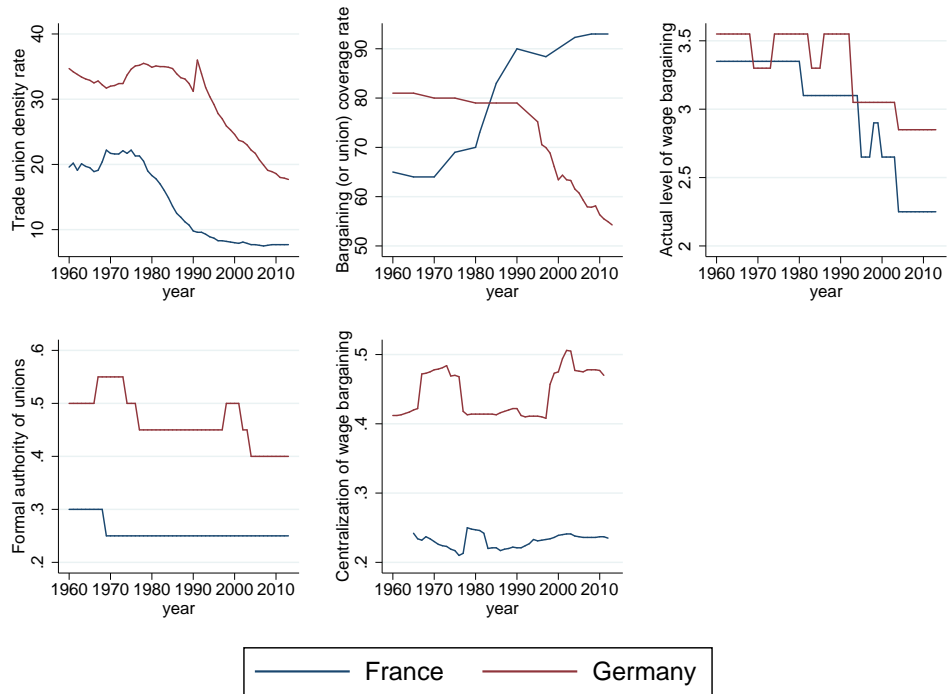 Trade union density rate
40
30
20
10
1960 1970 1980 1990 2000 2010
year
Bargaining (or union) coverage rate
90
80
70
60
50
1960 1970 1980 1990 2000 2010
year
Actual level of wage bargaining
3.5
3
2.5
2
1960 1970 1980 1990 2000 2010
year
Formal authority of unions
.6
.5
.4
.3
.2
1960 1970 1980 1990 2000 2010
year
Centralization of wage bargaining
.5
.4
.3
.2
1960 1970 1980 1990 2000 2010
year
France Germany